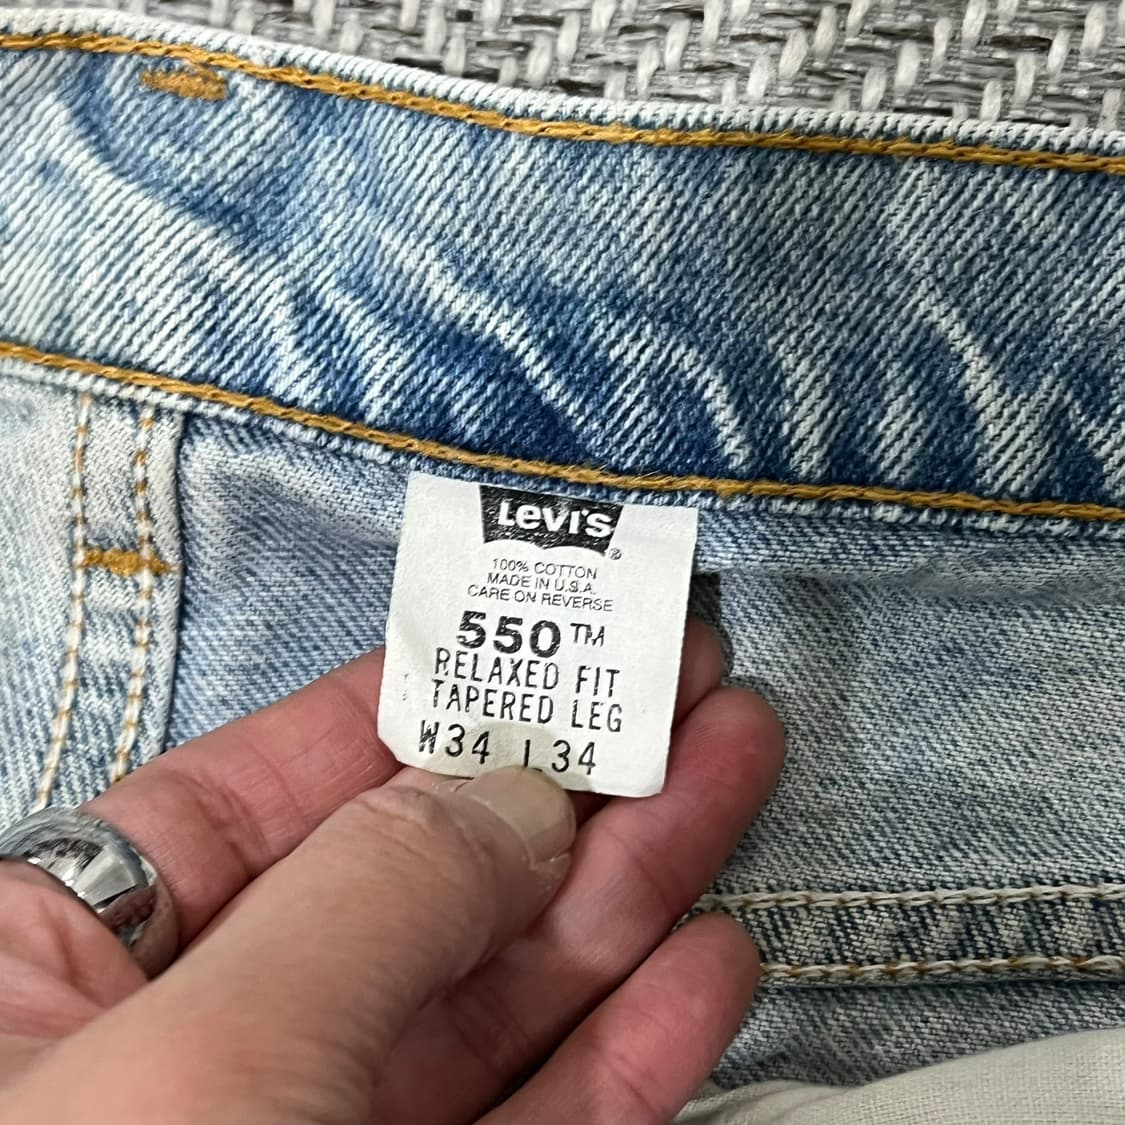 LEVI'S®
100% COTTON
MADE IN U.S.A.
CARE ON REVERSE
550™
RELAXED FIT
TAPERED LEG
W34 L34